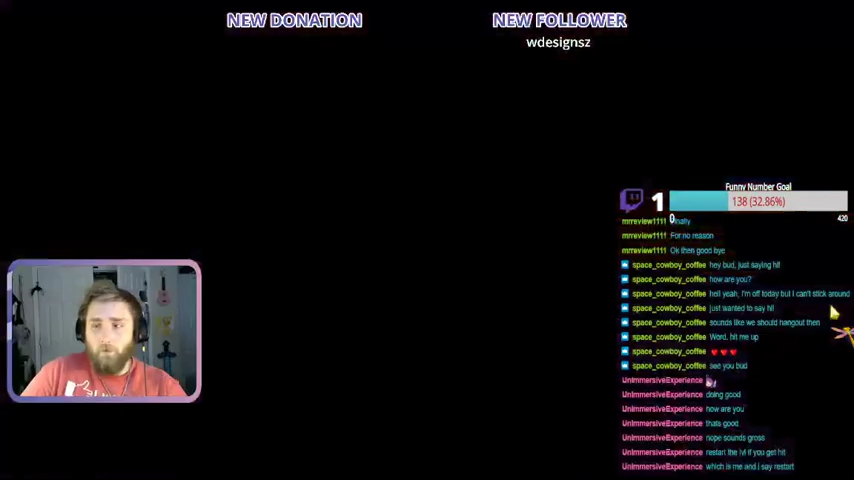 NEW DONATION
NEW FOLLOWER
wdesignsz
Funny Number Goal
1
138 (32.86%)
0
420
mrreview1111 finally
mrreview1111 For no reason
mrreview1111 Ok then good bye
space_cowboy_coffee hey bud, just saying hi!
space_cowboy_coffee how are you?
space_cowboy_coffee hell yeah, I'm off today but I can't stick around
space_cowboy_coffee just wanted to say hi!
space_cowboy_coffee sounds like we should hangout then
space_cowboy_coffee Word, hit me up
space_cowboy_coffee
space_cowboy_coffee see you bud
UnImmersiveExperience
UnImmersiveExperience doing good
UnImmersiveExperience how are you
UnImmersiveExperience thats good
UnImmersiveExperience nope sounds gross
UnImmersiveExperience restart the lvl if you get hit
UnImmersiveExperience which is me and i say restart